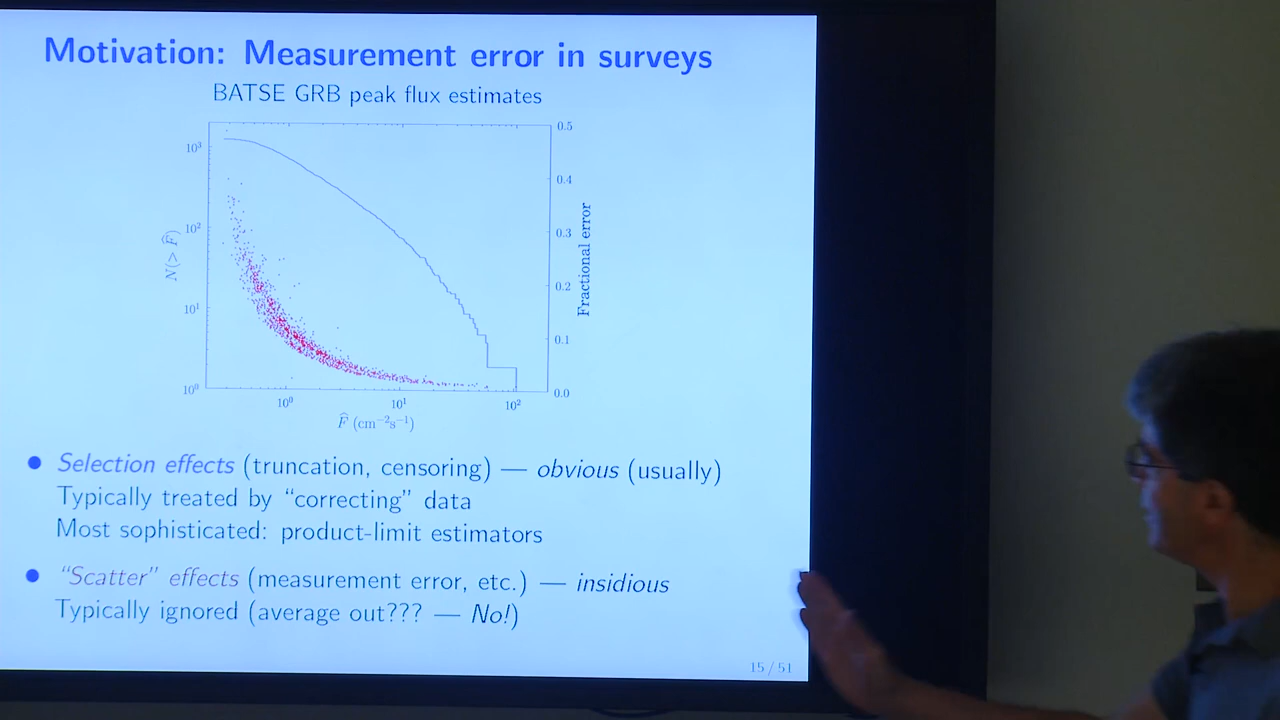 Motivation: Measurement error in surveys
BATSE GRB peak flux estimates
10³
10²
10¹
10⁰
N(> F̂)
0.5
0.4
0.3
0.2
0.1
0.0
Fractional error
10⁰ 10¹ 10²
F̂ (cm⁻²s⁻¹)
● Selection effects (truncation, censoring) — obvious (usually)
Typically treated by “correcting” data
Most sophisticated: product-limit estimators
● “Scatter” effects (measurement error, etc.) — insidious
Typically ignored (average out??? — No!)
15 / 51